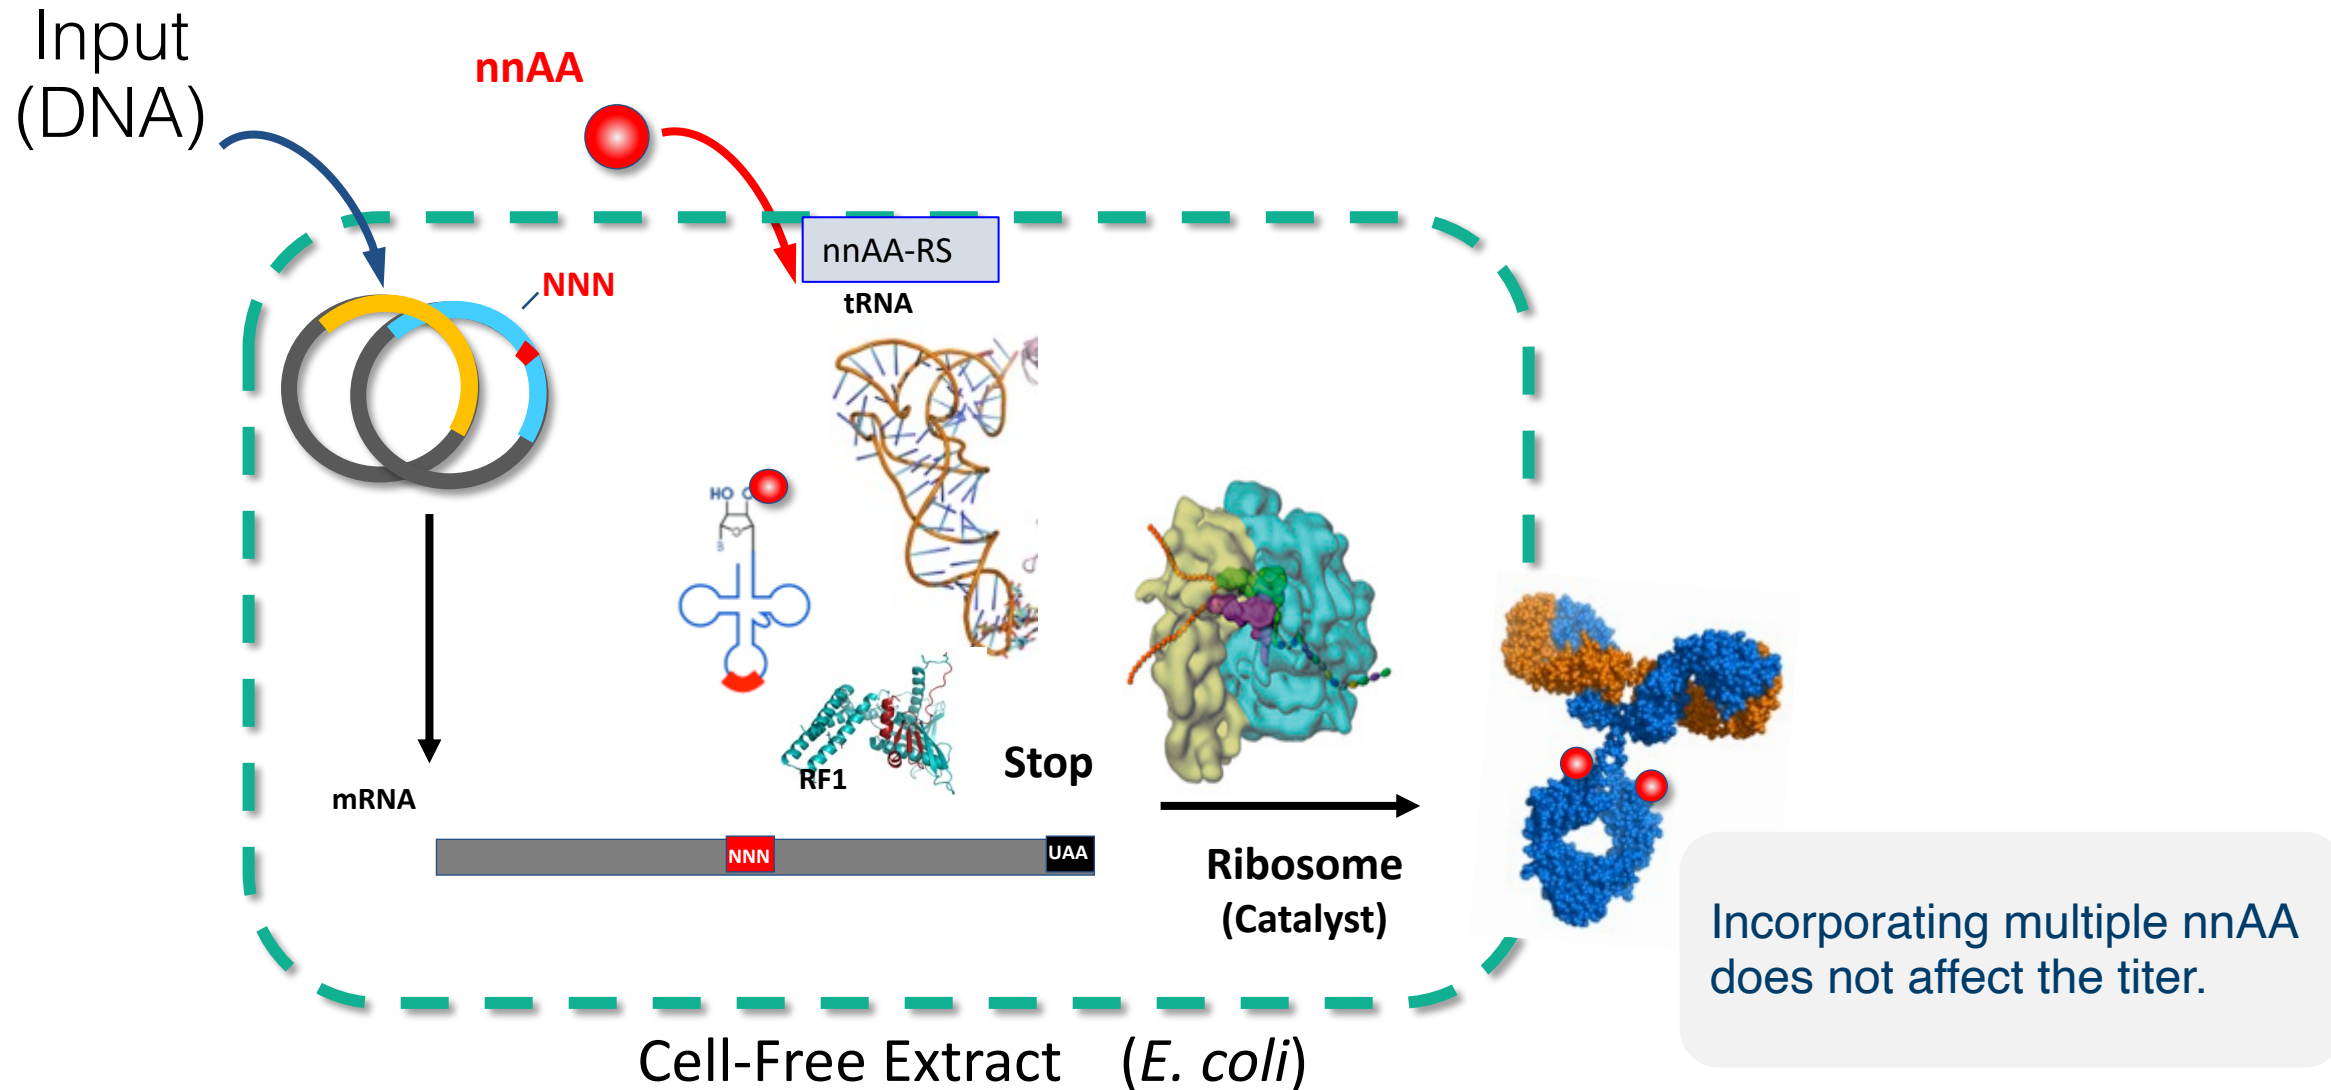 Input
(DNA)
nnAA
nnAA-RS
tRNA
NNN
HO O
RF1
Stop
mRNA
NNN
UAA
Ribosome
(Catalyst)
Incorporating multiple nnAA
does not affect the titer.
Cell-Free Extract (E. coli)